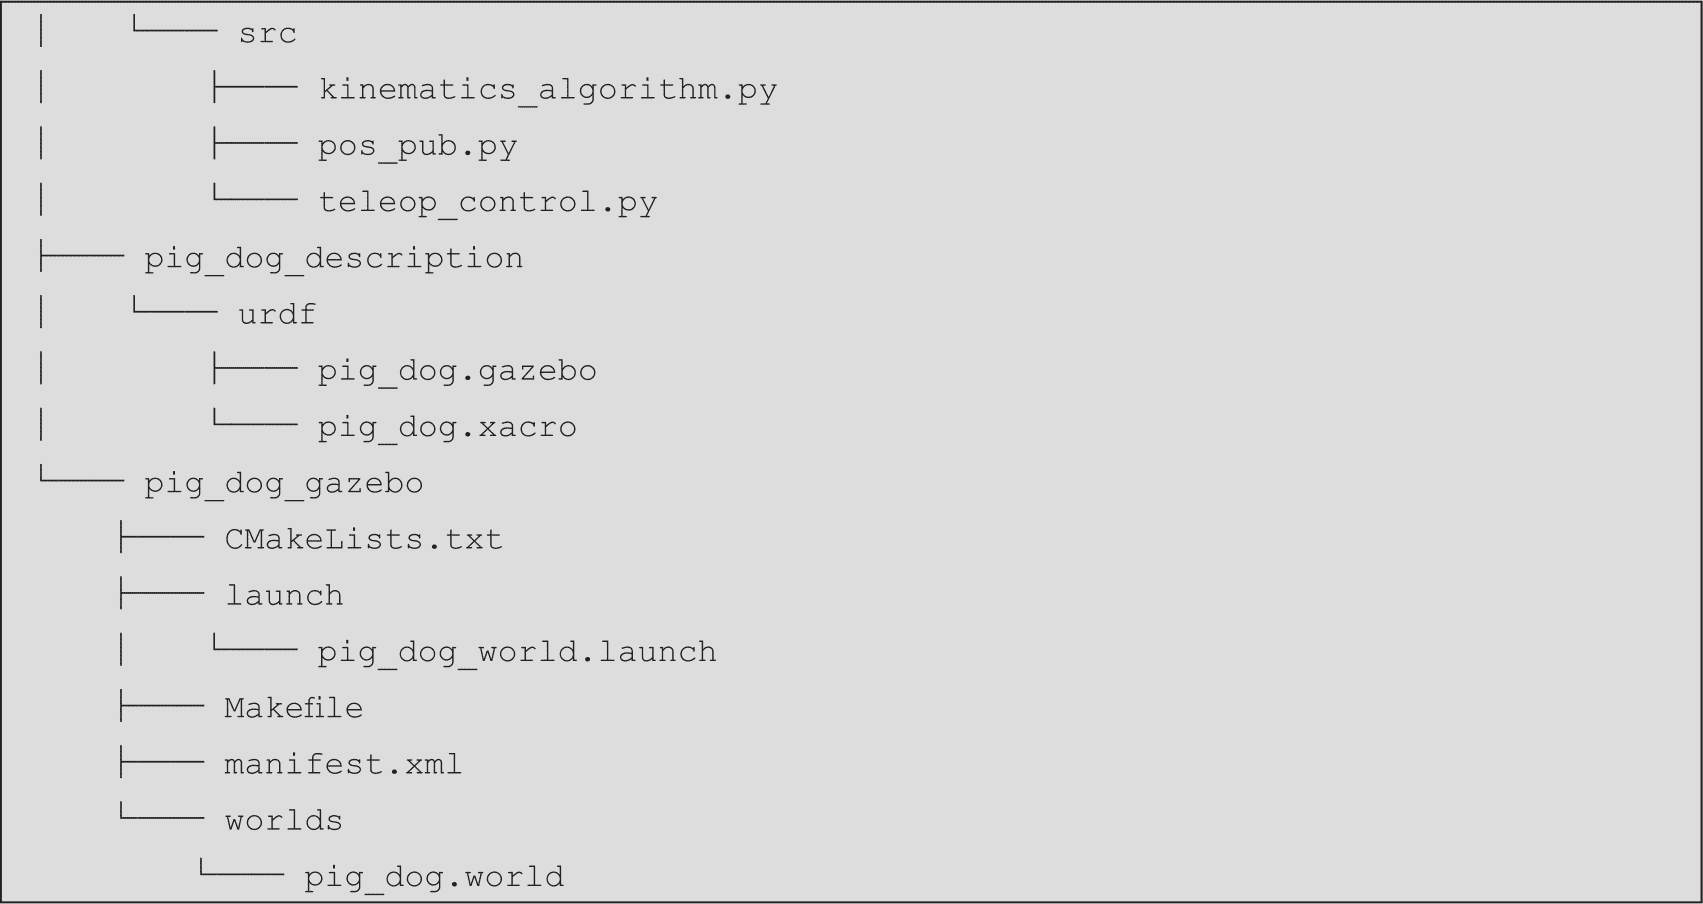 │    └──── src
│        ├──── kinematics_algorithm.py
│        ├──── pos_pub.py
│        └──── teleop_control.py
├──── pig_dog_description
│    └──── urdf
│        ├──── pig_dog.gazebo
│        └──── pig_dog.xacro
└──── pig_dog_gazebo
    ├──── CMakeLists.txt
    ├──── launch
    │    └──── pig_dog_world.launch
    ├──── Makefile
    ├──── manifest.xml
    └──── worlds
        └──── pig_dog.world